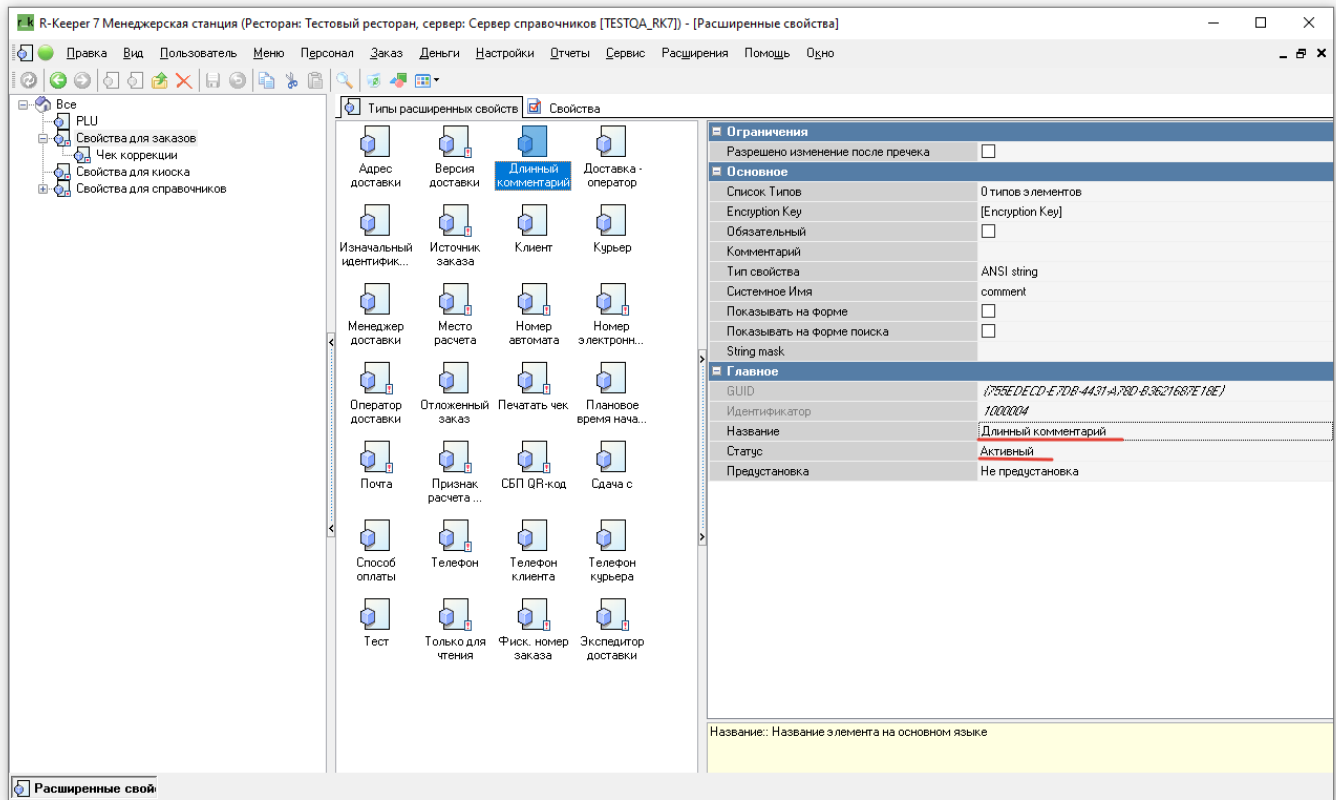 r_k R-Keeper 7 Менеджерская станция (Ресторан: Тестовый ресторан, сервер: Сервер справочников [TESTQA_RK7]) - [Расширенные свойства]
Правка Вид Пользователь Меню Персонал Заказ Деньги Настройки Отчеты Сервис Расширения Помощь Окно
Все
PLU
Свойства для заказов
Чек коррекции
Свойства для киоска
Свойства для справочников
Типы расширенных свойств Свойства
Адрес Версия Длинный Доставка -
доставки доставки комментарий оператор
Изначальный Источник Клиент Курьер
идентифик... заказа
Менеджер Место Номер Номер
доставки расчета автомата электронн...
Оператор Отложенный Печатать чек Плановое
доставки заказ время нача...
Почта Признак СБП QR-код Сдача с
расчета ...
Способ Телефон Телефон Телефон
оплаты клиента курьера
Тест Только для Фиск. номер Экспедитор
чтения заказа доставки
Ограничения
Разрешено изменение после пречека
Основное
Список Типов 0 типов элементов
Encryption Key [Encryption Key]
Обязательный
Комментарий
Тип свойства ANSI string
Системное Имя comment
Показывать на форме
Показывать на форме поиска
String mask
Главное
GUID {755EDECD-E7DB-4431-A78D-B3621687E18E}
Идентификатор 1000004
Название Длинный комментарий
Статус Активный
Предустановка Не предустановка
Название:: Название элемента на основном языке
Расширенные свой